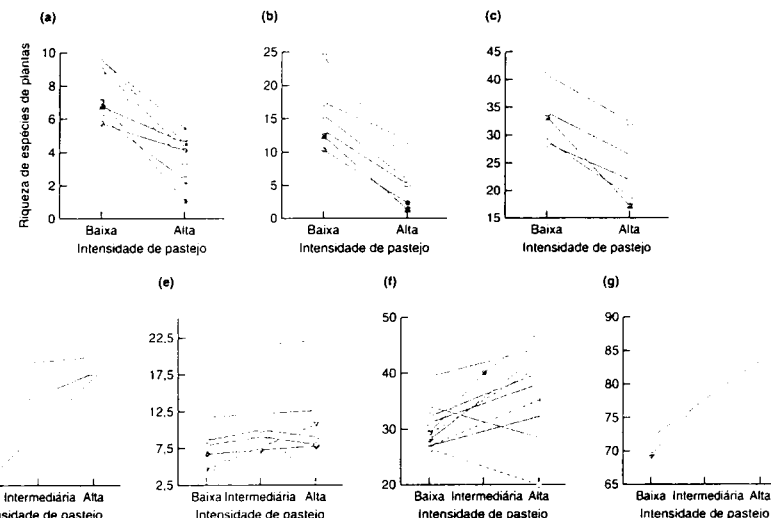 (a)
(b)
(c)
Riqueza de espécies de plantas
10
8
6
4
2
0
Baixa Alta
Intensidade de pastejo
25
20
15
10
5
0
Baixa Alta
Intensidade de pastejo
45
40
35
30
25
20
15
Baixa Alta
Intensidade de pastejo
(e)
(f)
(g)
Intermediária Alta
sidade de pastejo
22,5
17,5
12,5
7,5
2,5
Baixa Intermediária Alta
Intensidade de pastejo
50
40
30
20
Baixa Intermediária Alta
Intensidade de pastejo
90
85
80
75
70
65
Baixa Intermediária Alta
Intensidade de pastejo